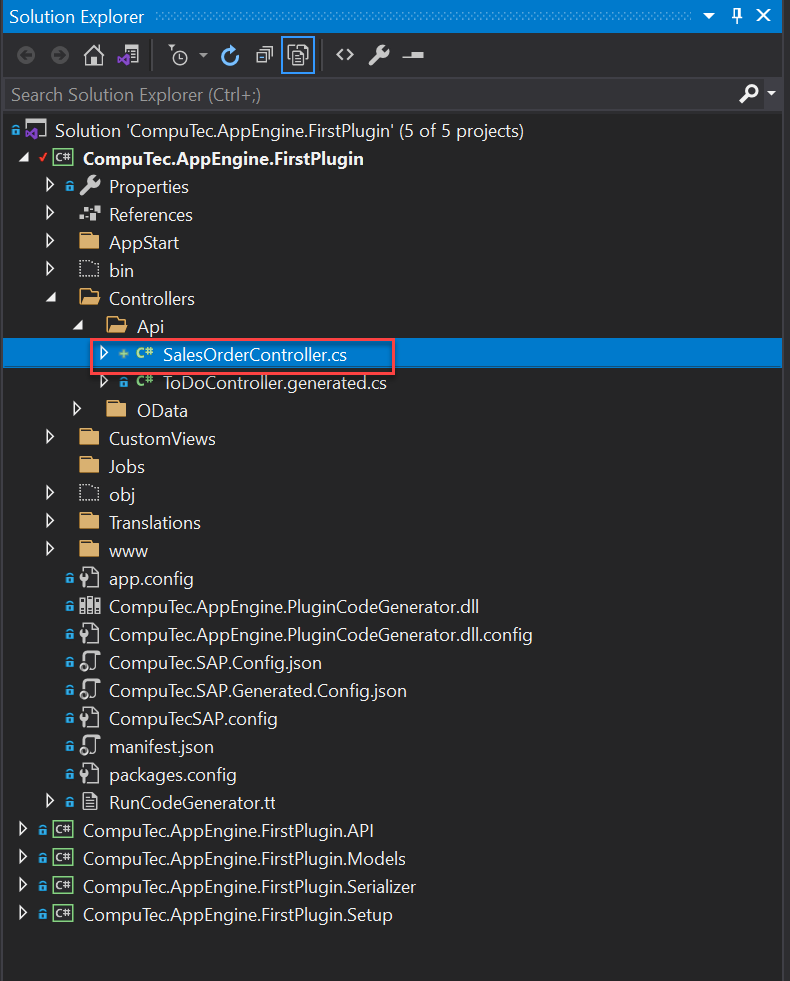 Solution Explorer
Search Solution Explorer (Ctrl+;)
Solution 'CompuTec.AppEngine.FirstPlugin' (5 of 5 projects)
C# CompuTec.AppEngine.FirstPlugin
Properties
References
AppStart
bin
Controllers
Api
C# SalesOrderController.cs
C# ToDoController.generated.cs
OData
CustomViews
Jobs
obj
Translations
www
app.config
CompuTec.AppEngine.PluginCodeGenerator.dll
CompuTec.AppEngine.PluginCodeGenerator.dll.config
CompuTec.SAP.Config.json
CompuTec.SAP.Generated.Config.json
CompuTecSAP.config
manifest.json
packages.config
RunCodeGenerator.tt
C# CompuTec.AppEngine.FirstPlugin.API
C# CompuTec.AppEngine.FirstPlugin.Models
C# CompuTec.AppEngine.FirstPlugin.Serializer
C# CompuTec.AppEngine.FirstPlugin.Setup